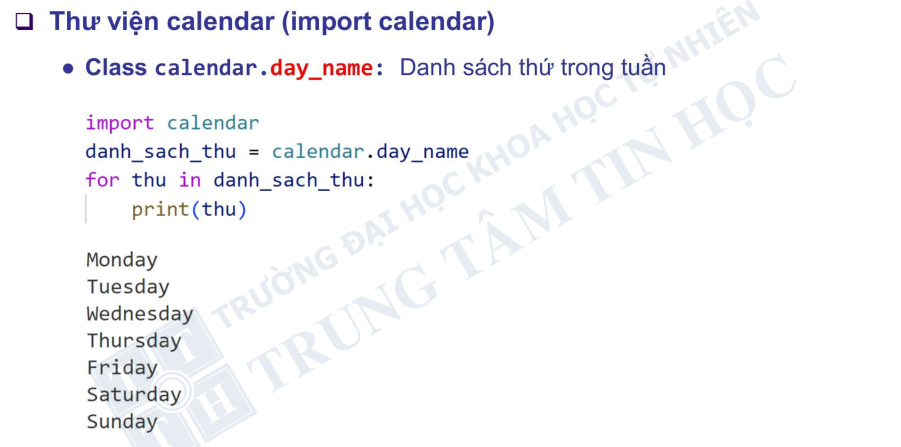 Thư viện calendar (import calendar)
Class calendar.day_name: Danh sách thứ trong tuần
import calendar
danh_sach_thu = calendar.day_name
for thu in danh_sach_thu:
    print(thu)
Monday
Tuesday
Wednesday
Thursday
Friday
Saturday
Sunday
TRƯỜNG ĐẠI HỌC KHOA HỌC TỰ NHIÊN
TRUNG TÂM TIN HỌC